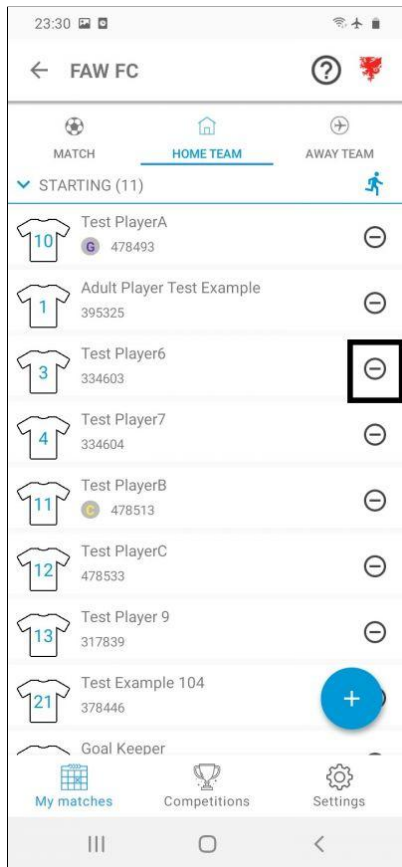 23:30
FAW FC
MATCH
HOME TEAM
AWAY TEAM
STARTING (11)
10
Test PlayerA
G 478493
1
Adult Player Test Example
395325
3
Test Player6
334603
4
Test Player7
334604
11
Test PlayerB
C 478513
12
Test PlayerC
478533
13
Test Player 9
317839
21
Test Example 104
378446
Goal Keeper
My matches
Competitions
Settings